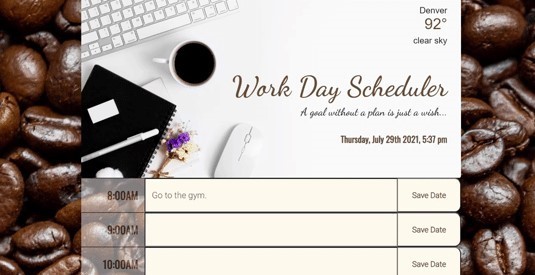 Denver
92°
clear sky
Work Day Scheduler
A goal without a plan is just a wish...
Thursday, July 29th 2021, 5:37 pm
8:00AM Go to the gym. Save Date
9:00AM Save Date
10:00AM Save Date